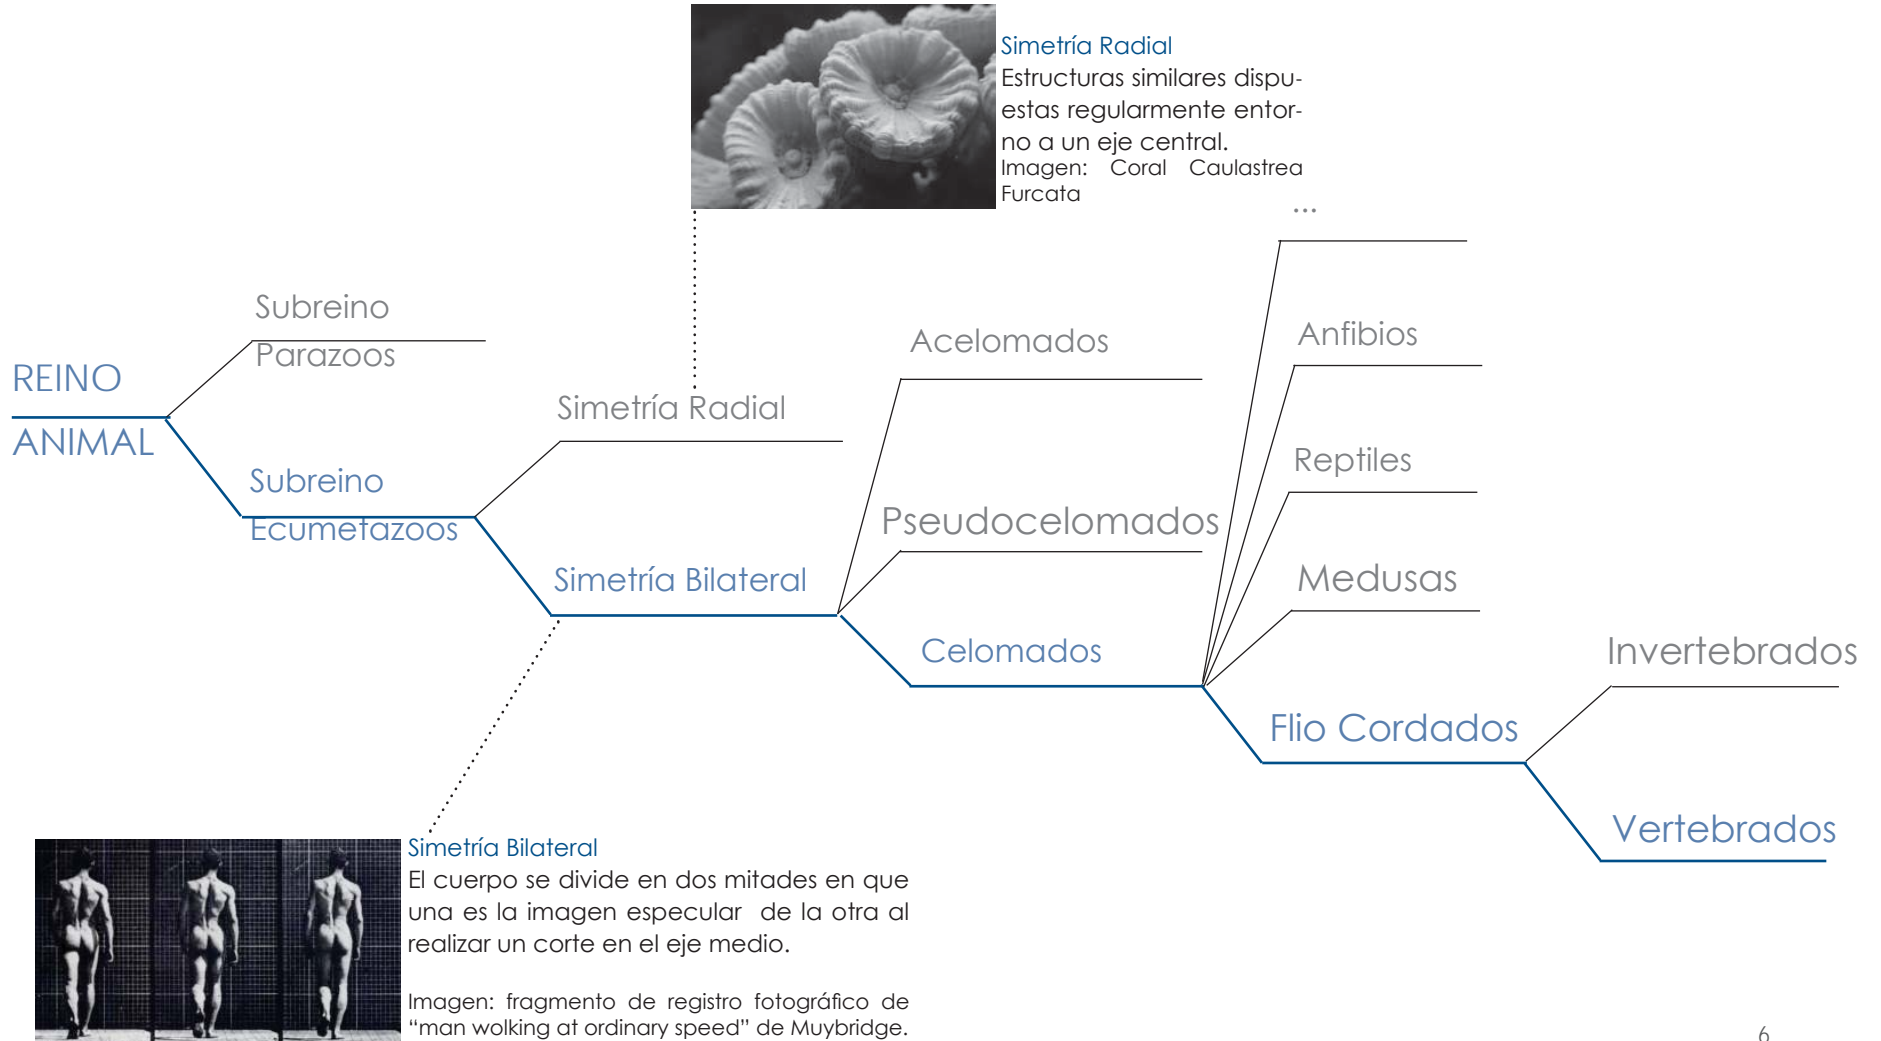 Simetría Radial
Estructuras similares dispu-
estas regularmente entor-
no a un eje central.
Imagen: Coral Caulastrea
Furcata
...
Subreino
Parazoos
REINO
ANIMAL
Simetría Radial
Acelomados
Anfibios
Subreino
Ecumetazoos
Reptiles
Pseudocelomados
Simetría Bilateral
Medusas
Celomados
Invertebrados
Flio Cordados
Vertebrados
Simetría Bilateral
El cuerpo se divide en dos mitades en que
una es la imagen especular de la otra al
realizar un corte en el eje medio.
Imagen: fragmento de registro fotográfico de
“man wolking at ordinary speed” de Muybridge.
6